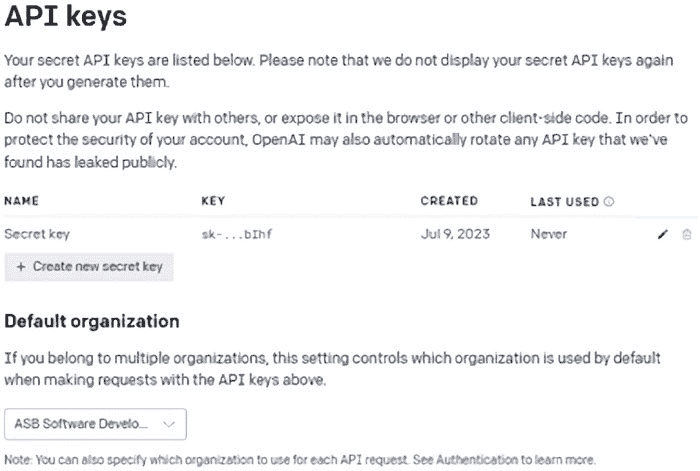 API keys
Your secret API keys are listed below. Please note that we do not display your secret API keys again
after you generate them.
Do not share your API key with others, or expose it in the browser or other client-side code. In order to
protect the security of your account, OpenAI may also automatically rotate any API key that we've
found has leaked publicly.
NAME KEY CREATED LAST USED
Secret key sk-...bIhf Jul 9, 2023 Never
+ Create new secret key
Default organization
If you belong to multiple organizations, this setting controls which organization is used by default
when making requests with the API keys above.
ASB Software Develo...
Note: You can also specify which organization to use for each API request. See Authentication to learn more.